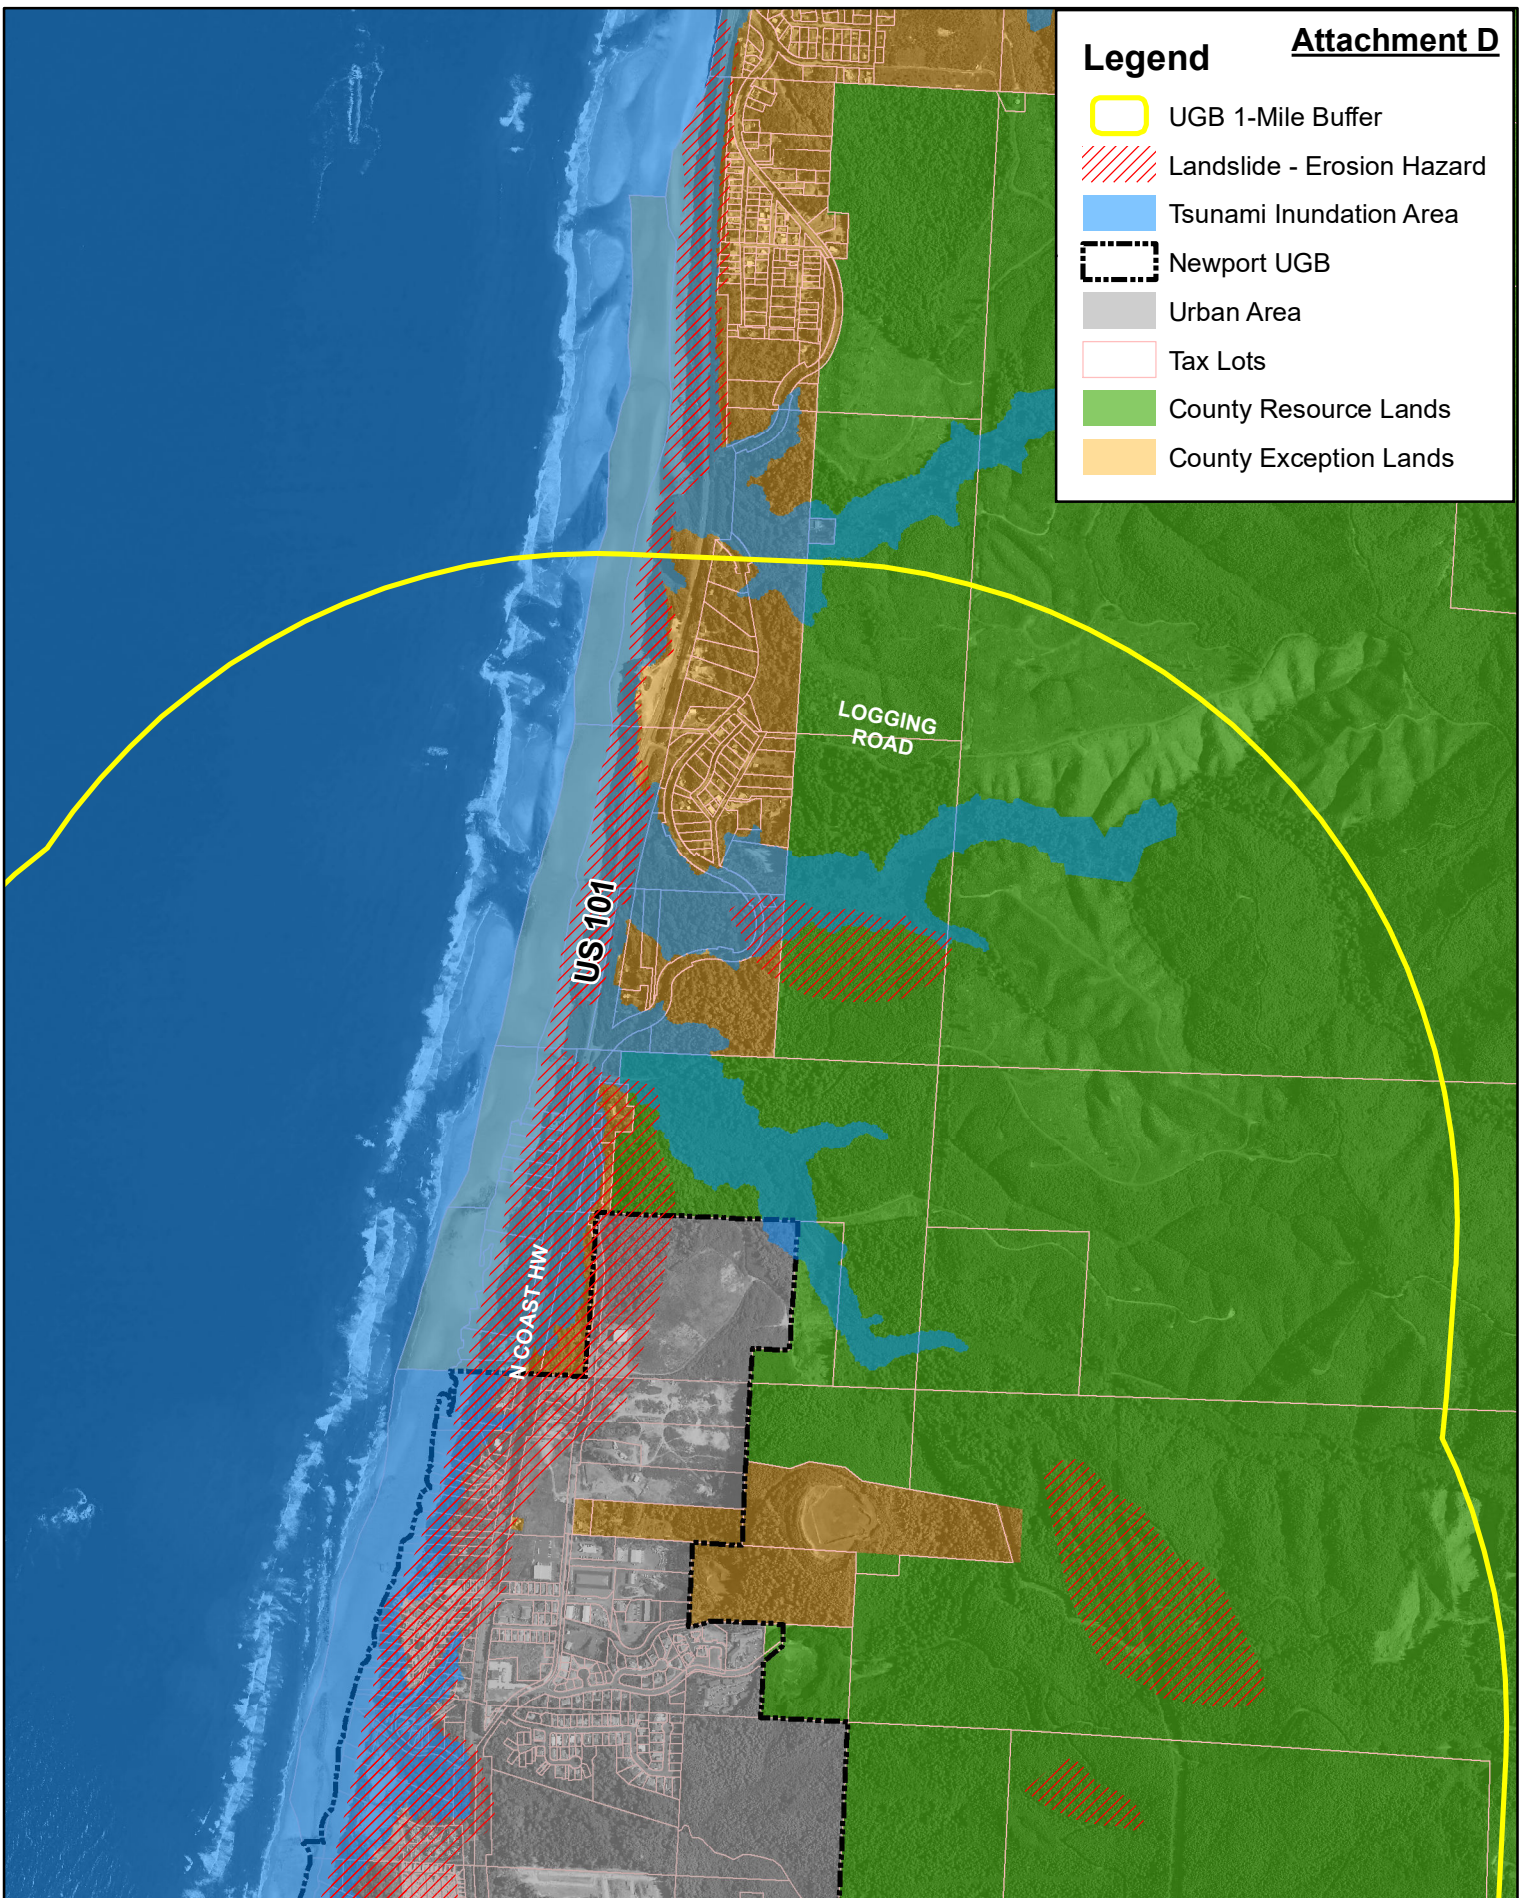 Attachment D
Legend
UGB 1-Mile Buffer
Landslide - Erosion Hazard
Tsunami Inundation Area
Newport UGB
Urban Area
Tax Lots
County Resource Lands
County Exception Lands
LOGGING
ROAD
US 101
N COAST HW